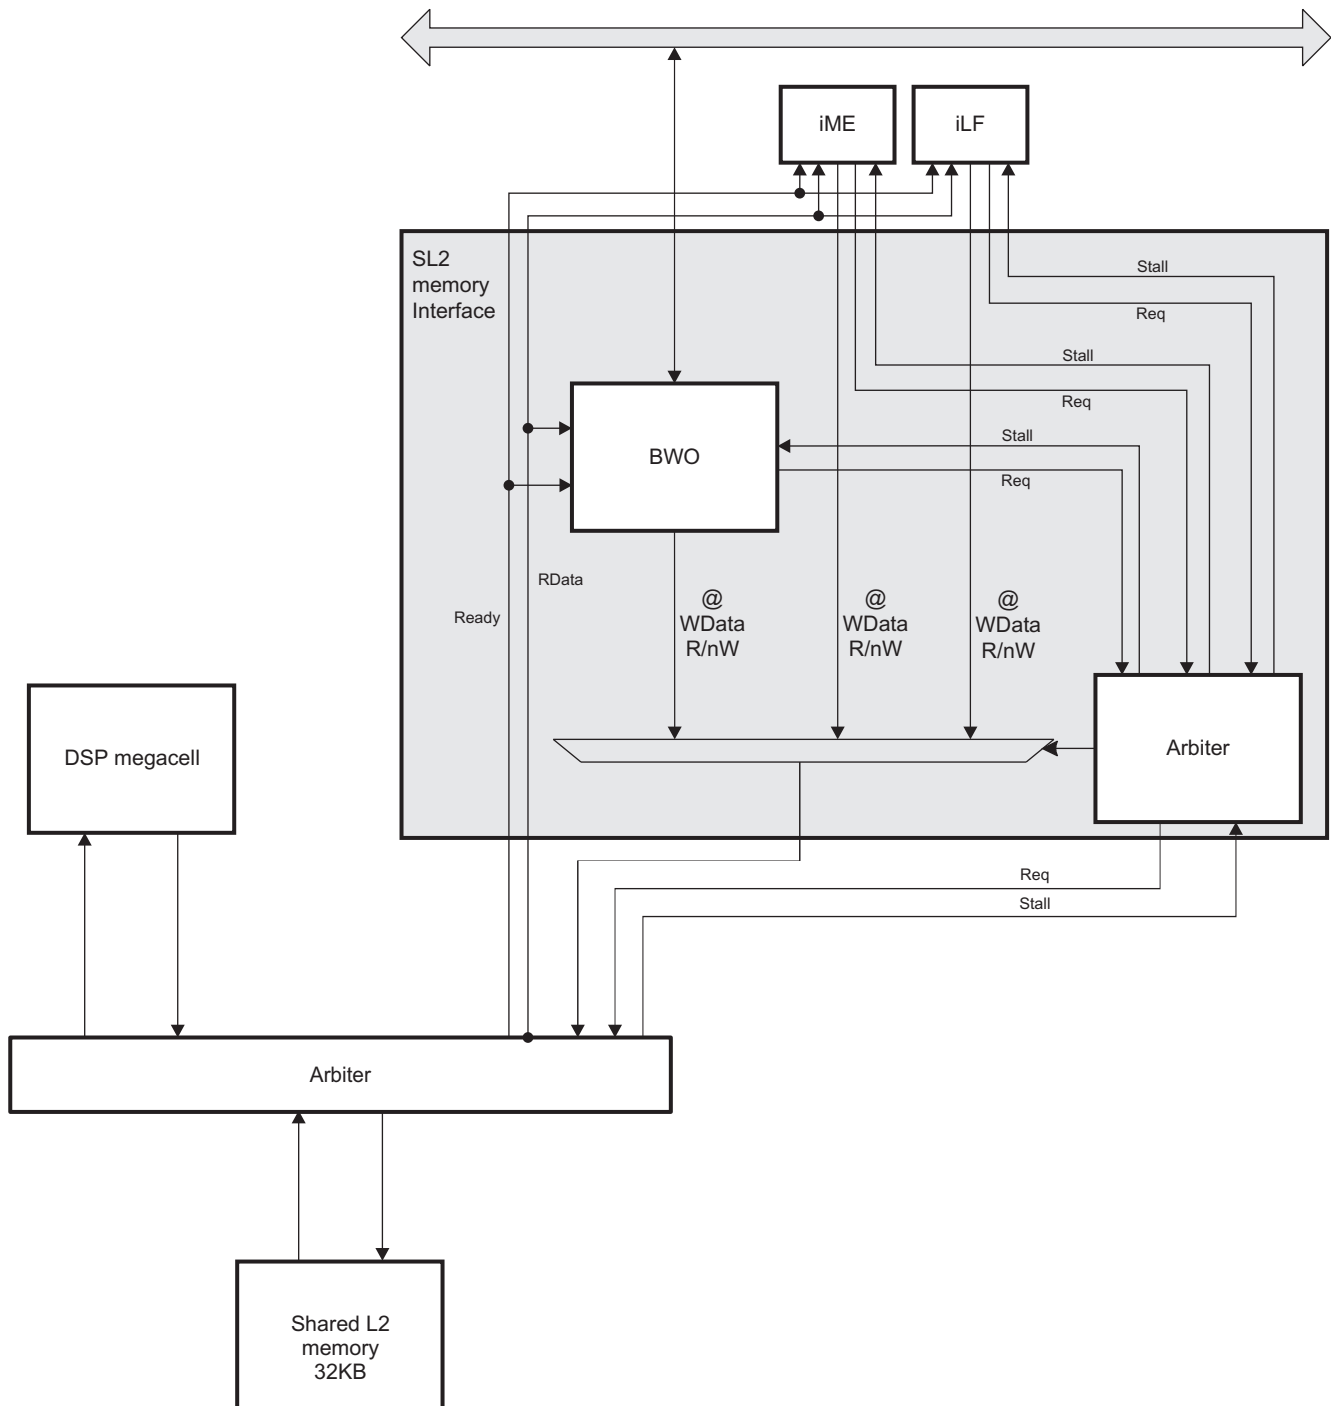 iME
iLF
SL2
memory
Interface
Stall
Req
Stall
Req
Stall
BWO
Req
RData
Ready
@
WData
R/nW
@
WData
R/nW
@
WData
R/nW
DSP megacell
Arbiter
Req
Stall
Arbiter
Shared L2
memory
32KB